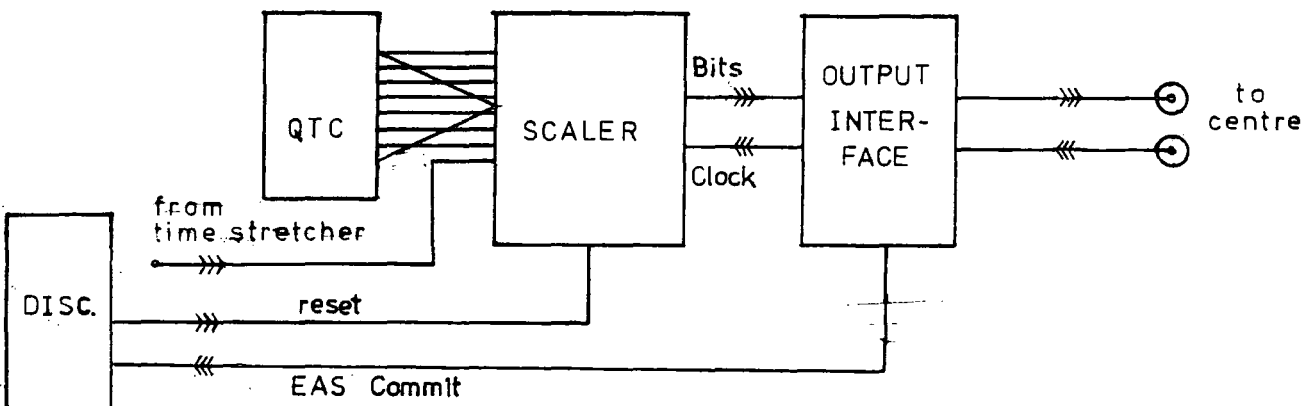 QTC
SCALER
Bits
Clock
OUTPUT
INTER-
FACE
to
centre
from
time stretcher
DISC.
reset
EAS Commit